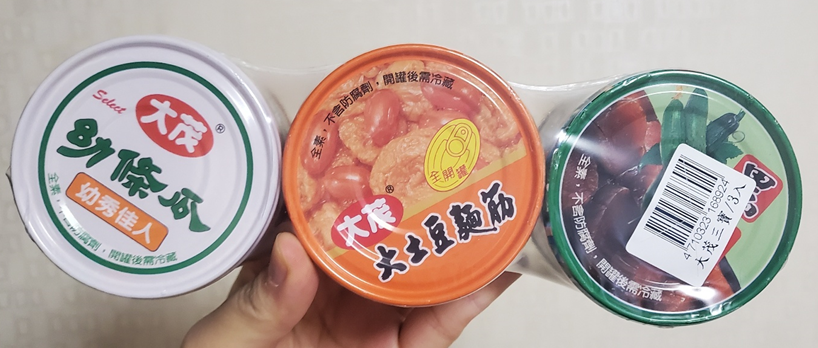 Select
大茂®
幼條瓜
幼秀佳人
全素，不含防腐劑，開罐後需冷藏
全素，不含防腐劑，開罐後需冷藏
全開罐
大茂®
大土豆麵筋
全素，不含防腐劑，開罐後需冷藏
4710323168924
大茂三寶/3入